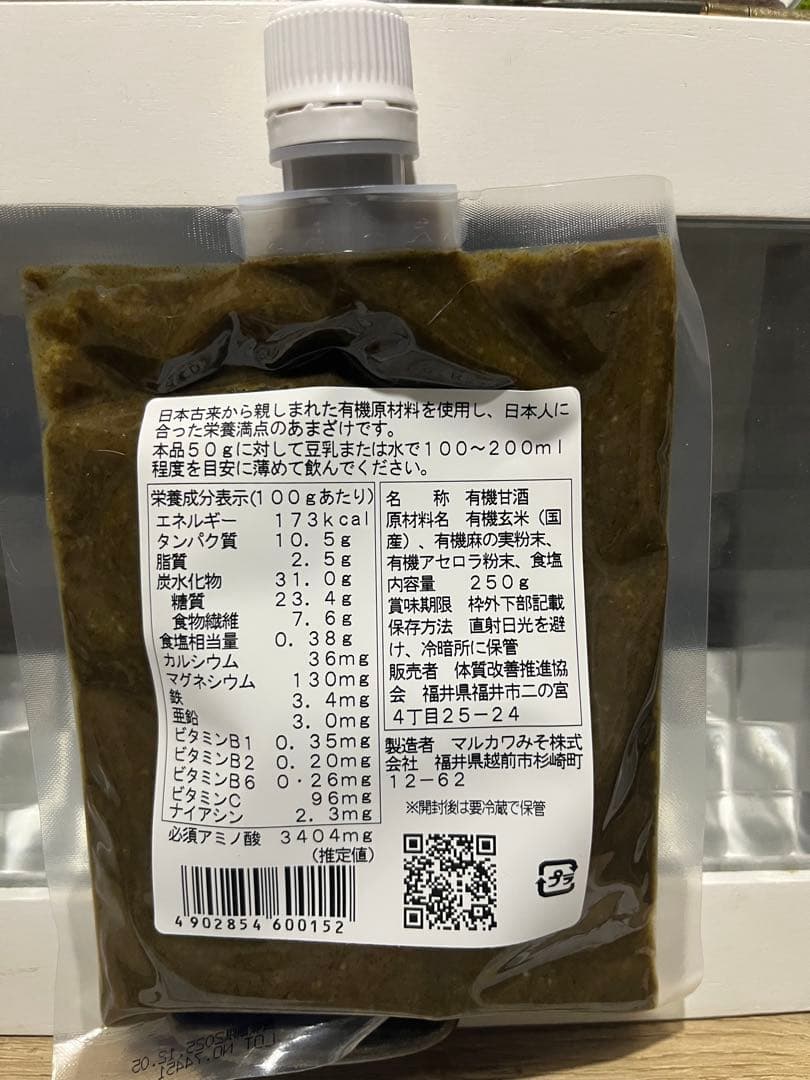 日本古来から親しまれた有機原材料を使用し、日本人に
合った栄養満点のあまざけです。
本品５０ｇに対して豆乳または水で１００～２００ｍｌ
程度を目安に薄めて飲んでください。
栄養成分表示(１００ｇあたり)
エネルギー １７３ｋｃａｌ
タンパク質 １０．５ｇ
脂質 ２．５ｇ
炭水化物 ３１．０ｇ
糖質 ２３．４ｇ
食物繊維 ７．６ｇ
食塩相当量 ０．３８ｇ
カルシウム ３６ｍｇ
マグネシウム １３０ｍｇ
鉄 ３．４ｍｇ
亜鉛 ３．０ｍｇ
ビタミンＢ１ ０．３５ｍｇ
ビタミンＢ２ ０．２０ｍｇ
ビタミンＢ６ ０・２６ｍｇ
ビタミンＣ ９６ｍｇ
ナイアシン ２．３ｍｇ
必須アミノ酸 ３４０４ｍｇ
（推定値）
4902854 600152
名　称 有機甘酒
原材料名 有機玄米（国
産）、有機麻の実粉末、
有機アセロラ粉末、食塩
内容量 ２５０ｇ
賞味期限 枠外下部記載
保存方法 直射日光を避
け、冷暗所に保管
販売者 体質改善推進協
会 福井県福井市二の宮
４丁目２５－２４
製造者 マルカワみそ株式
会社 福井県越前市杉崎町
１２－６２
※開封後は要冷蔵で保管
プラ
LOT NO.74451